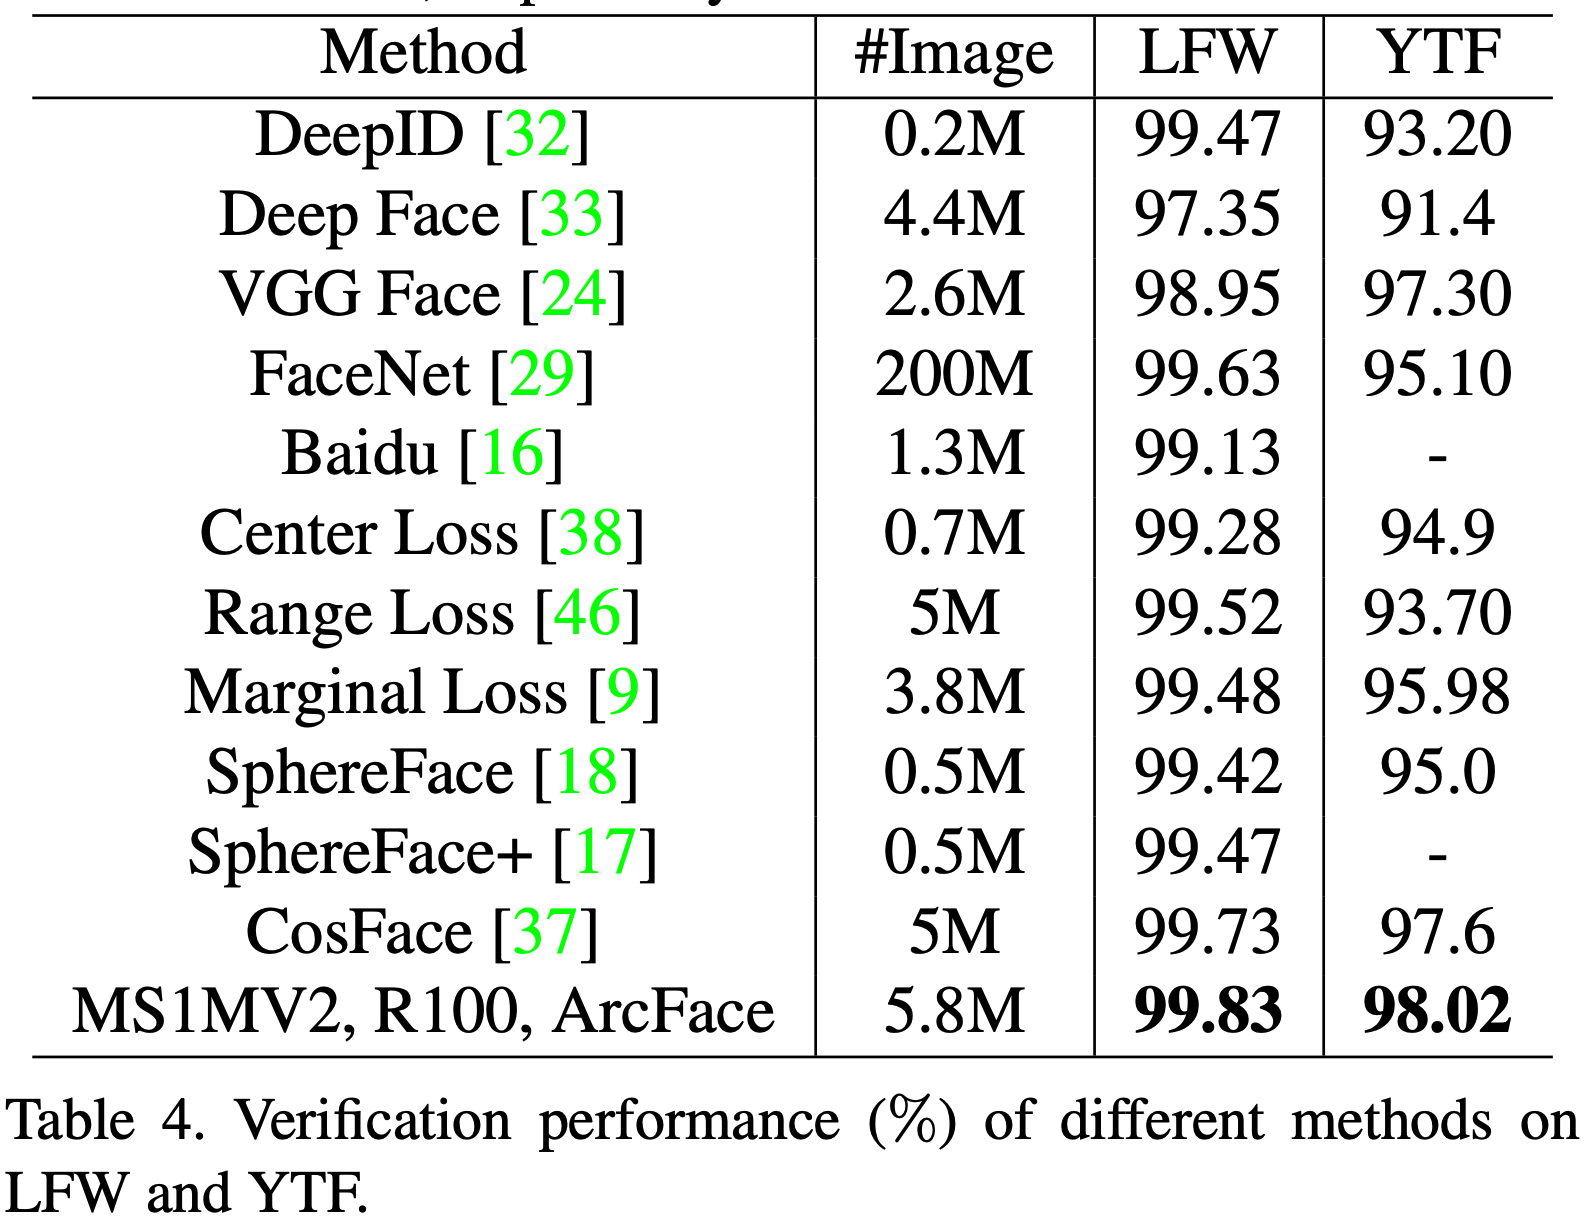 Method #Image LFW YTF
DeepID [32] 0.2M 99.47 93.20
Deep Face [33] 4.4M 97.35 91.4
VGG Face [24] 2.6M 98.95 97.30
FaceNet [29] 200M 99.63 95.10
Baidu [16] 1.3M 99.13 -
Center Loss [38] 0.7M 99.28 94.9
Range Loss [46] 5M 99.52 93.70
Marginal Loss [9] 3.8M 99.48 95.98
SphereFace [18] 0.5M 99.42 95.0
SphereFace+ [17] 0.5M 99.47 -
CosFace [37] 5M 99.73 97.6
MS1MV2, R100, ArcFace 5.8M 99.83 98.02
Table 4. Verification performance (%) of different methods on
LFW and YTF.